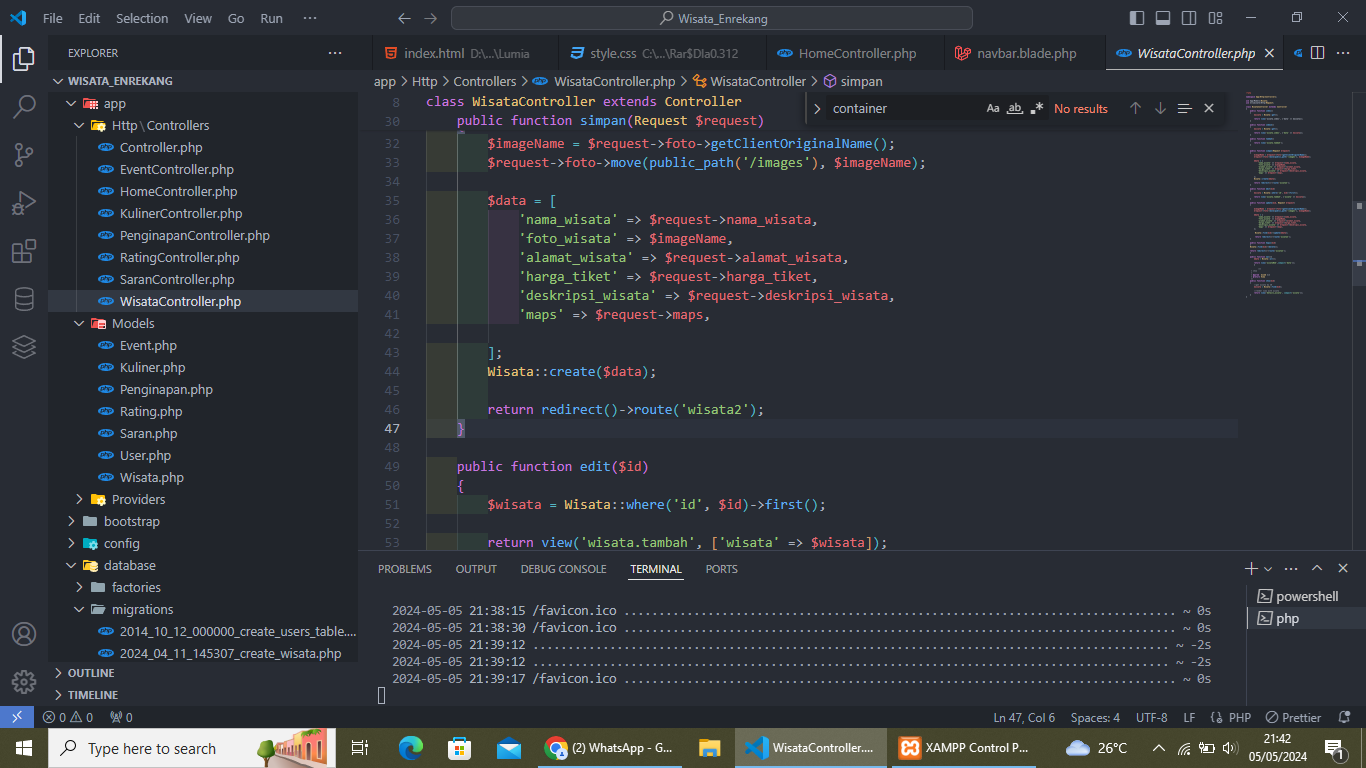 File Edit Selection View Go Run ···
Wisata_Enrekang
EXPLORER ···
WISATA_ENREKANG
app
Http\Controllers
Controller.php
EventController.php
HomeController.php
KulinerController.php
PenginapanController.php
RatingController.php
SaranController.php
WisataController.php
Models
Event.php
Kuliner.php
Penginapan.php
Rating.php
Saran.php
User.php
Wisata.php
Providers
bootstrap
config
database
factories
migrations
2014_10_12_000000_create_users_table....
2024_04_11_145307_create_wisata.php
OUTLINE
TIMELINE
index.html D:\...\Lumia style.css C:\...\Rar$DIa0.312 HomeController.php navbar.blade.php WisataController.php ···
app > Http > Controllers > WisataController.php > WisataController > simpan
container Aa ab .* No results
8 class WisataController extends Controller
30 public function simpan(Request $request)
32 $imageName = $request->foto->getClientOriginalName();
33 $request->foto->move(public_path('/images'), $imageName);
34
35 $data = [
36 'nama_wisata' => $request->nama_wisata,
37 'foto_wisata' => $imageName,
38 'alamat_wisata' => $request->alamat_wisata,
39 'harga_tiket' => $request->harga_tiket,
40 'deskripsi_wisata' => $request->deskripsi_wisata,
41 'maps' => $request->maps,
42
43 ];
44 Wisata::create($data);
45
46 return redirect()->route('wisata2');
47 }
48
49 public function edit($id)
50 {
51 $wisata = Wisata::where('id', $id)->first();
52
53 return view('wisata.tambah', ['wisata' => $wisata]);
PROBLEMS OUTPUT DEBUG CONSOLE TERMINAL PORTS
2024-05-05 21:38:15 /favicon.ico ........................................................................ ~ 0s
2024-05-05 21:38:30 /favicon.ico ........................................................................ ~ 0s
2024-05-05 21:39:12 ................................................................................... ~ -2s
2024-05-05 21:39:12 ................................................................................... ~ -2s
2024-05-05 21:39:17 /favicon.ico ........................................................................ ~ 0s
powershell
php
0 0 0 Ln 47, Col 6 Spaces: 4 UTF-8 LF PHP Prettier
Type here to search
(2) WhatsApp - G...
WisataController....
XAMPP Control P...
26°C
21:42
05/05/2024
1